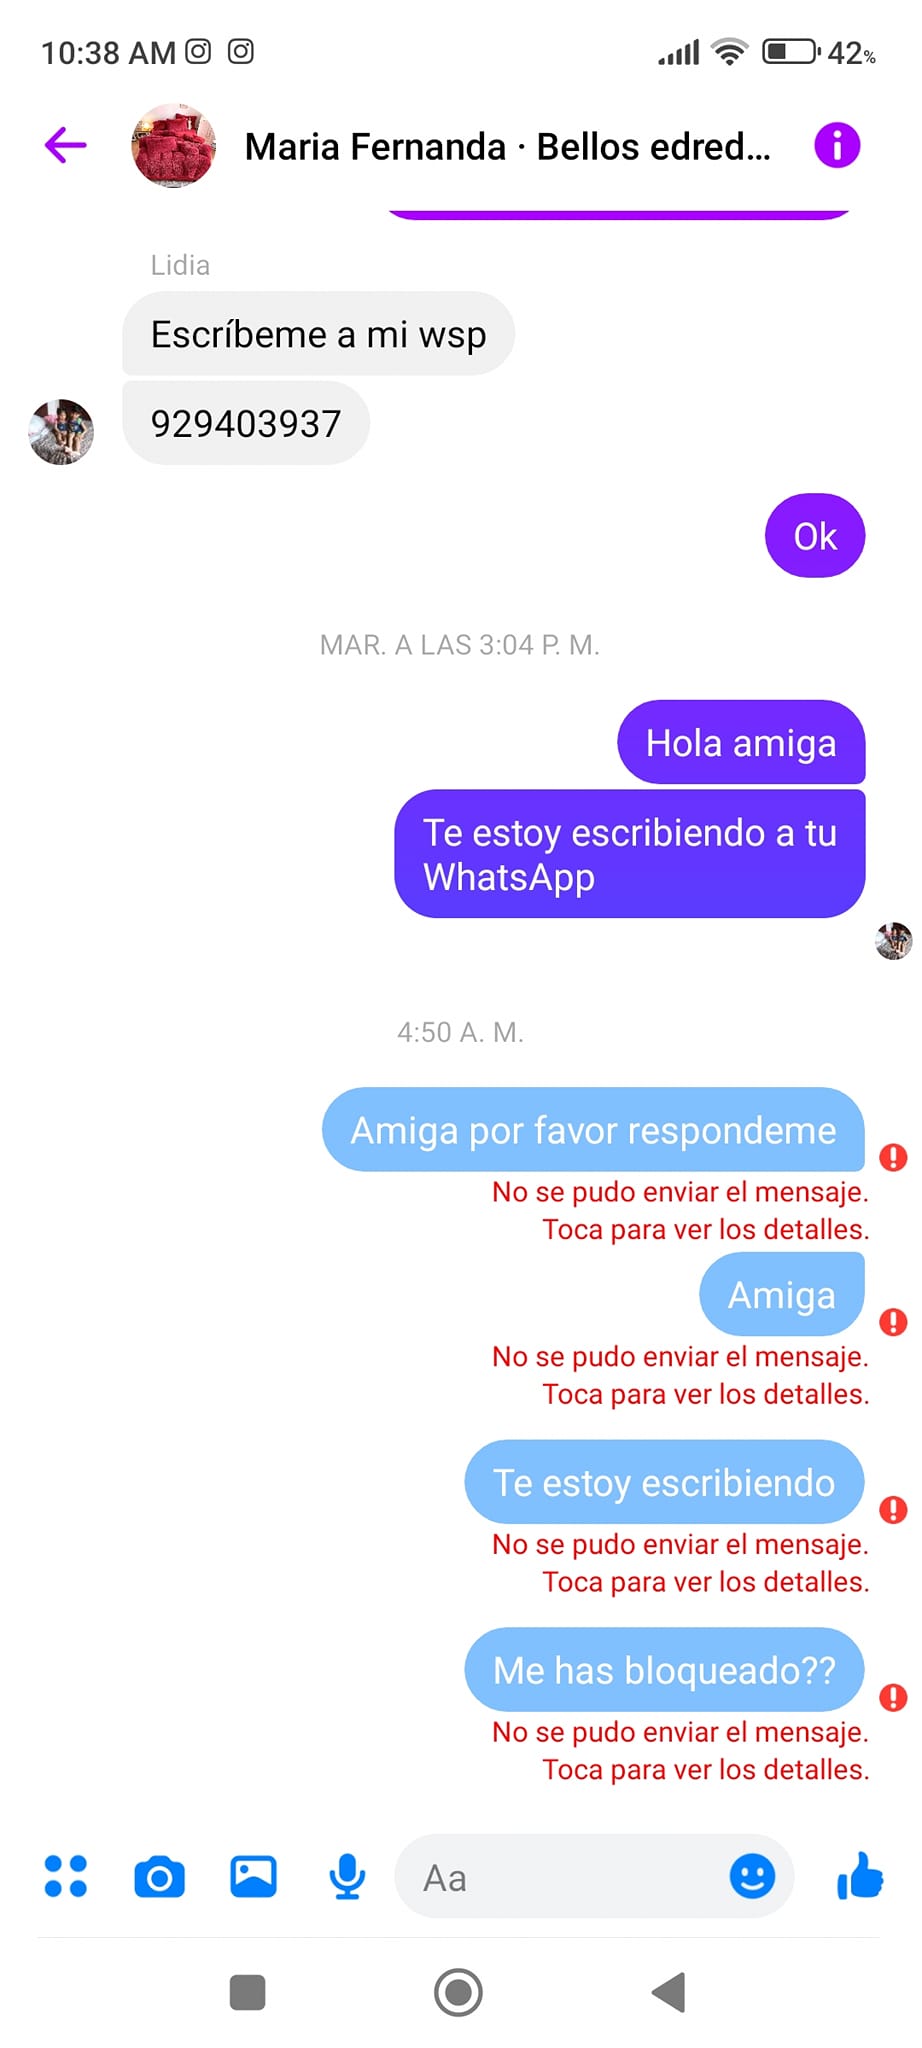 10:38 AM
42%
Maria Fernanda · Bellos edred...
Lidia
Escríbeme a mi wsp
929403937
Ok
MAR. A LAS 3:04 P. M.
Hola amiga
Te estoy escribiendo a tu
WhatsApp
4:50 A. M.
Amiga por favor respondeme
No se pudo enviar el mensaje.
Toca para ver los detalles.
Amiga
No se pudo enviar el mensaje.
Toca para ver los detalles.
Te estoy escribiendo
No se pudo enviar el mensaje.
Toca para ver los detalles.
Me has bloqueado??
No se pudo enviar el mensaje.
Toca para ver los detalles.
Aa